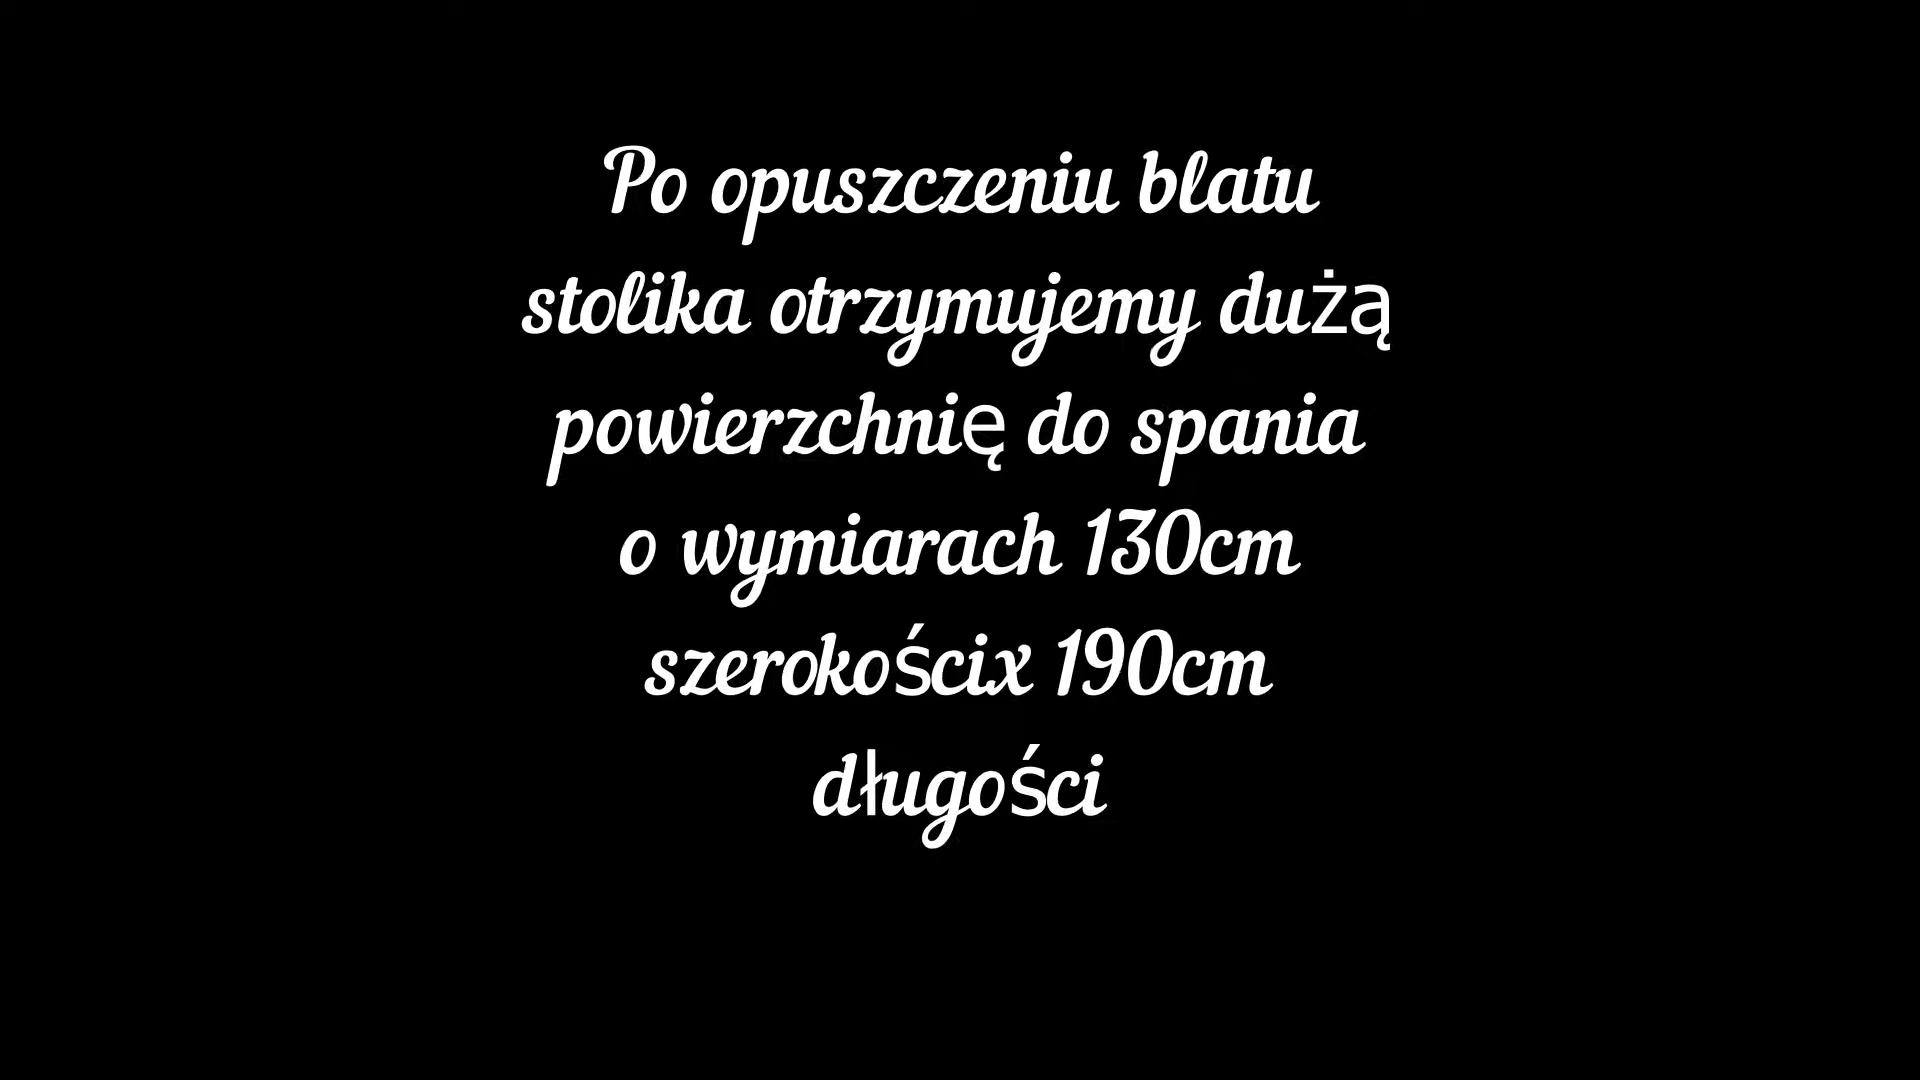 Po opuszczeniu blatu
stolika otrzymujemy dużą
powierzchnię do spania
o wymiarach 130cm
szerokościx 190cm
długości